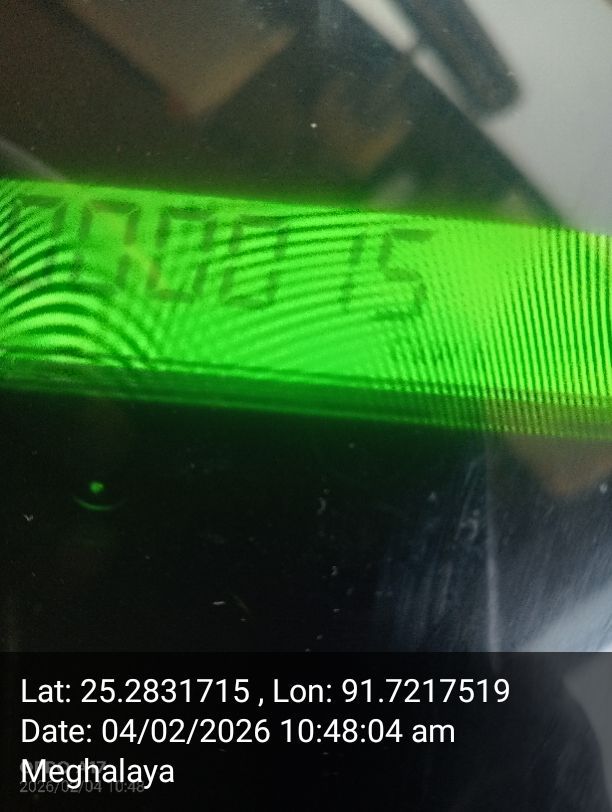 000015
Lat: 25.2831715 , Lon: 91.7217519
Date: 04/02/2026 10:48:04 am
Meghalaya
2026/02/04 10:48